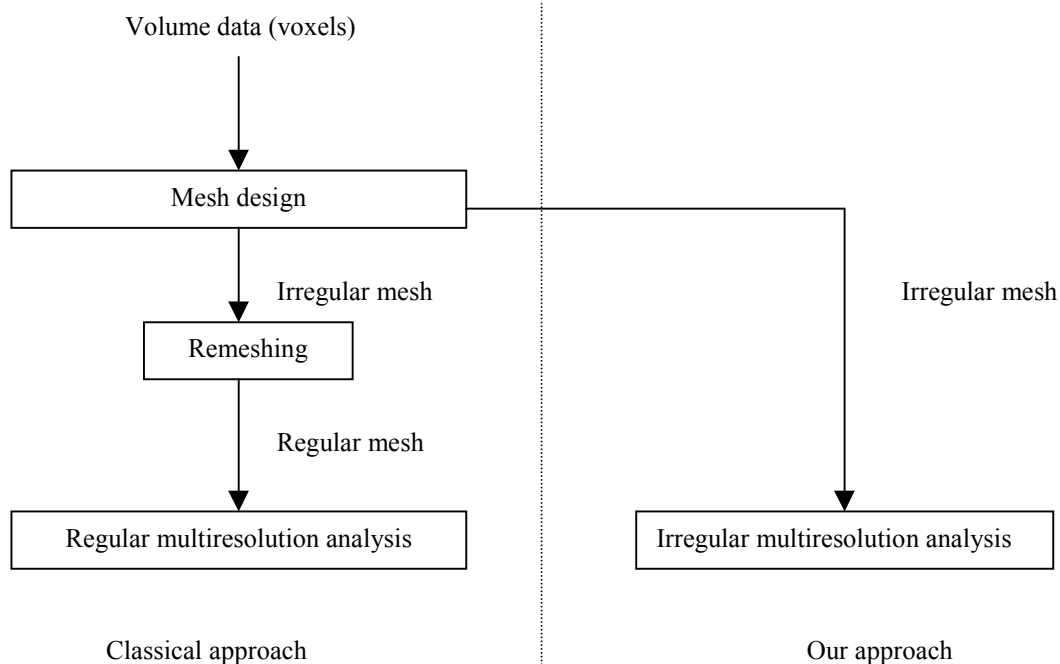 Volume data (voxels)
Mesh design
Irregular mesh
Irregular mesh
Remeshing
Regular mesh
Regular multiresolution analysis
Irregular multiresolution analysis
Classical approach
Our approach